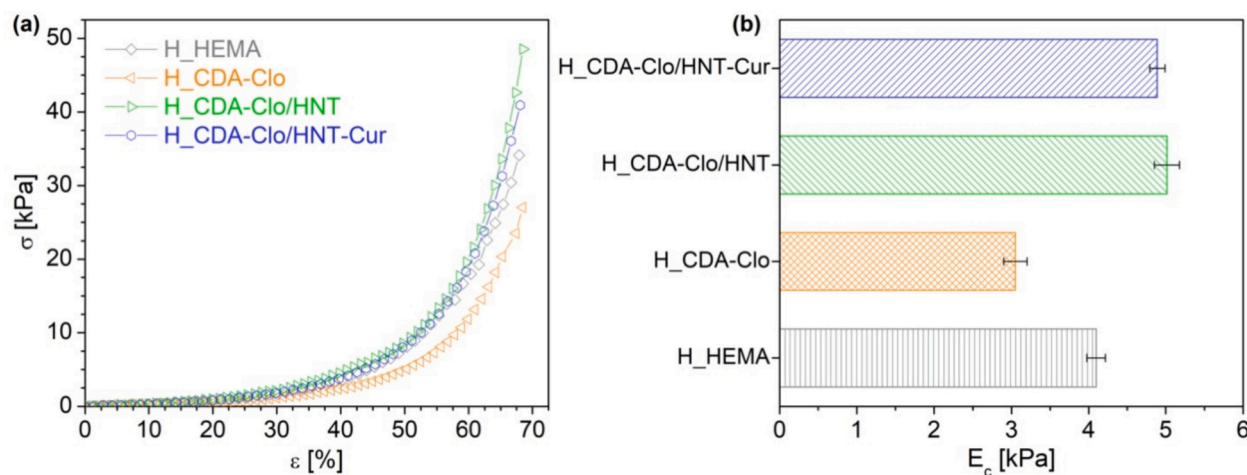 (a)
50
40
30
20
10
0
σ [kPa]
H_HEMA
H_CDA-Clo
H_CDA-Clo/HNT
H_CDA-Clo/HNT-Cur
0 10 20 30 40 50 60 70
ε [%]
(b)
H_CDA-Clo/HNT-Cur
H_CDA-Clo/HNT
H_CDA-Clo
H_HEMA
0 1 2 3 4 5 6
E_c [kPa]